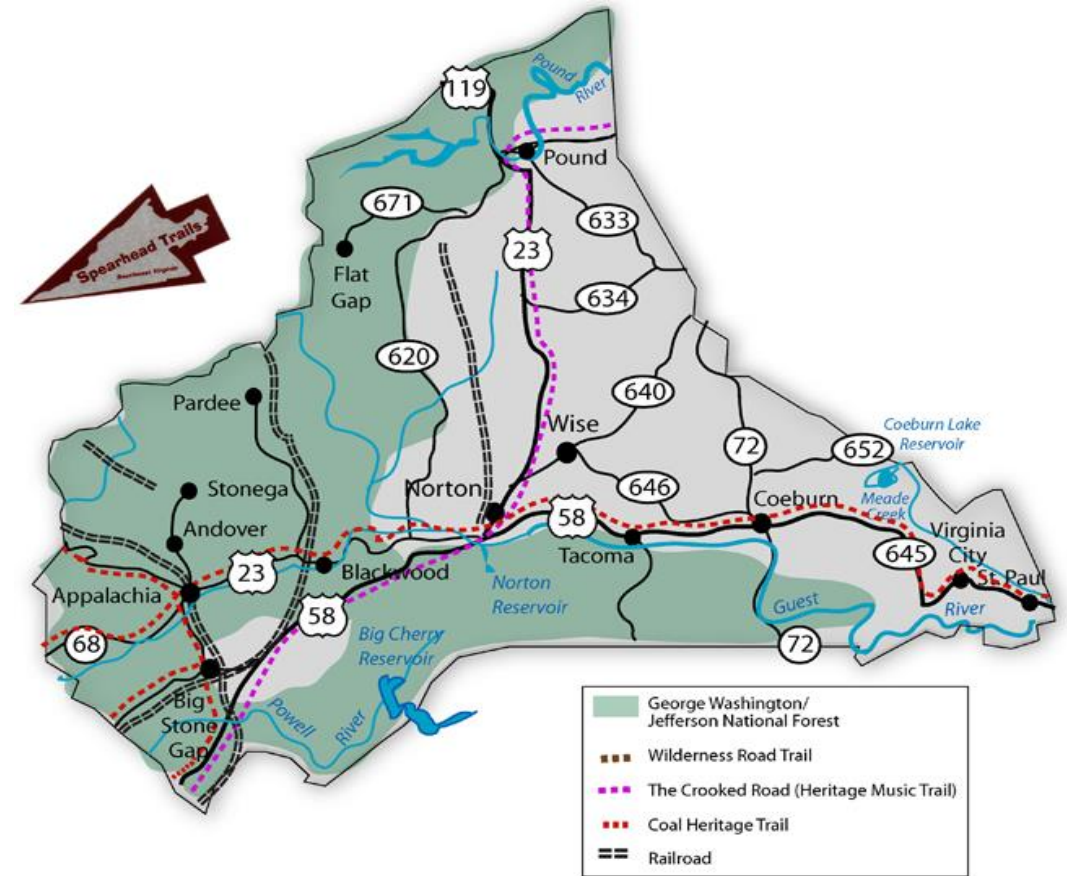 119
Pound
River
Pound
671
633
Spearhead Trails
Southwest Virginia
23
Flat
Gap
634
620
640
Pardee
Wise
72
652
Coeburn Lake
Reservoir
Stonega
Norton
646
Coeburn
Meade
Creek
Andover
58
Virginia
City
23
Tacoma
645
Appalachia
Blackwood
St. Paul
Norton
Reservoir
58
Guest
River
68
Big Cherry
Reservoir
72
Big
Stone
Gap
Powell
River
George Washington/
Jefferson National Forest
Wilderness Road Trail
The Crooked Road (Heritage Music Trail)
Coal Heritage Trail
Railroad